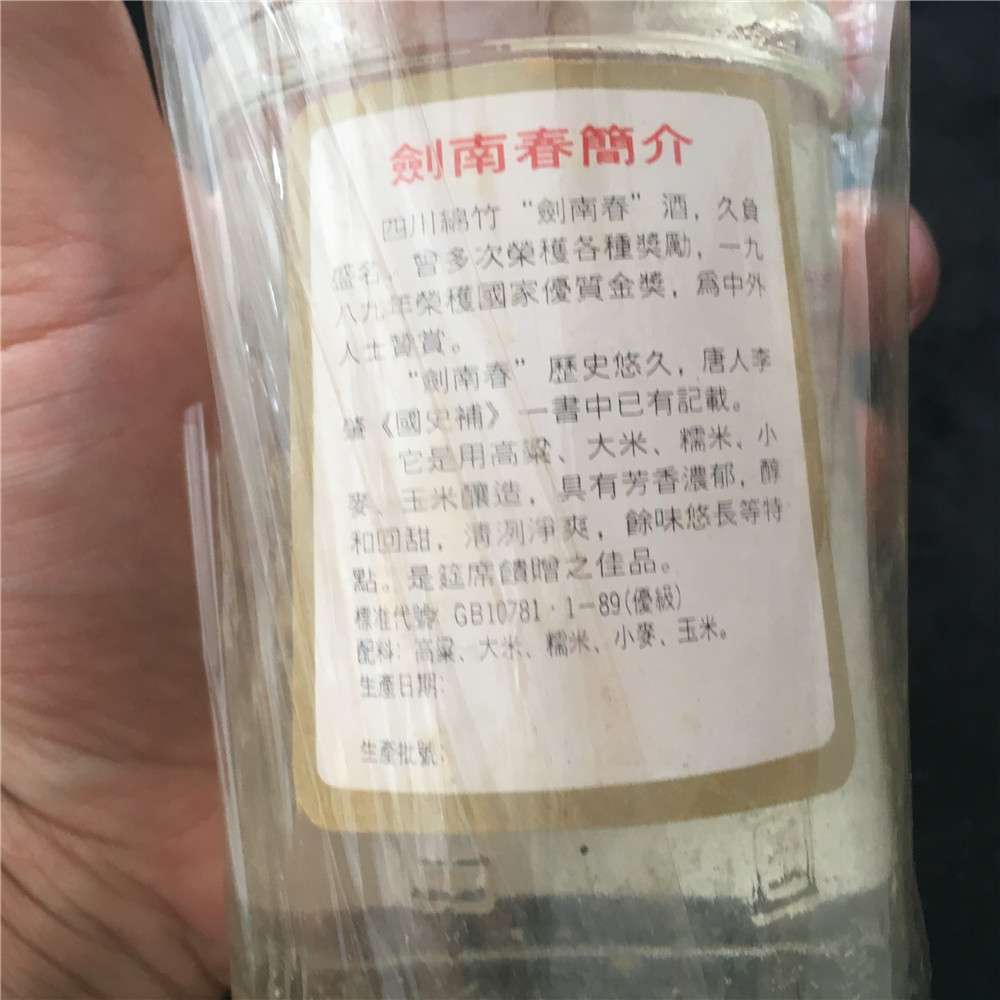 劍南春簡介
四川綿竹“劍南春”酒，久負
盛名，曾多次榮獲各種獎勵，一九
八九年榮獲國家優質金獎，爲中外
人士贊賞。
“劍南春”歷史悠久，唐人李
肇《國史補》一書中已有記載。
它是用高粱、大米、糯米、小
麥、玉米釀造，具有芳香濃郁，醇
和回甜，清洌淨爽，餘味悠長等特
點。是筵席饋贈之佳品。
標准代號：GB10781·1—89(優級)
配料：高粱、大米、糯米、小麥、玉米。
生產日期：
生產批號：